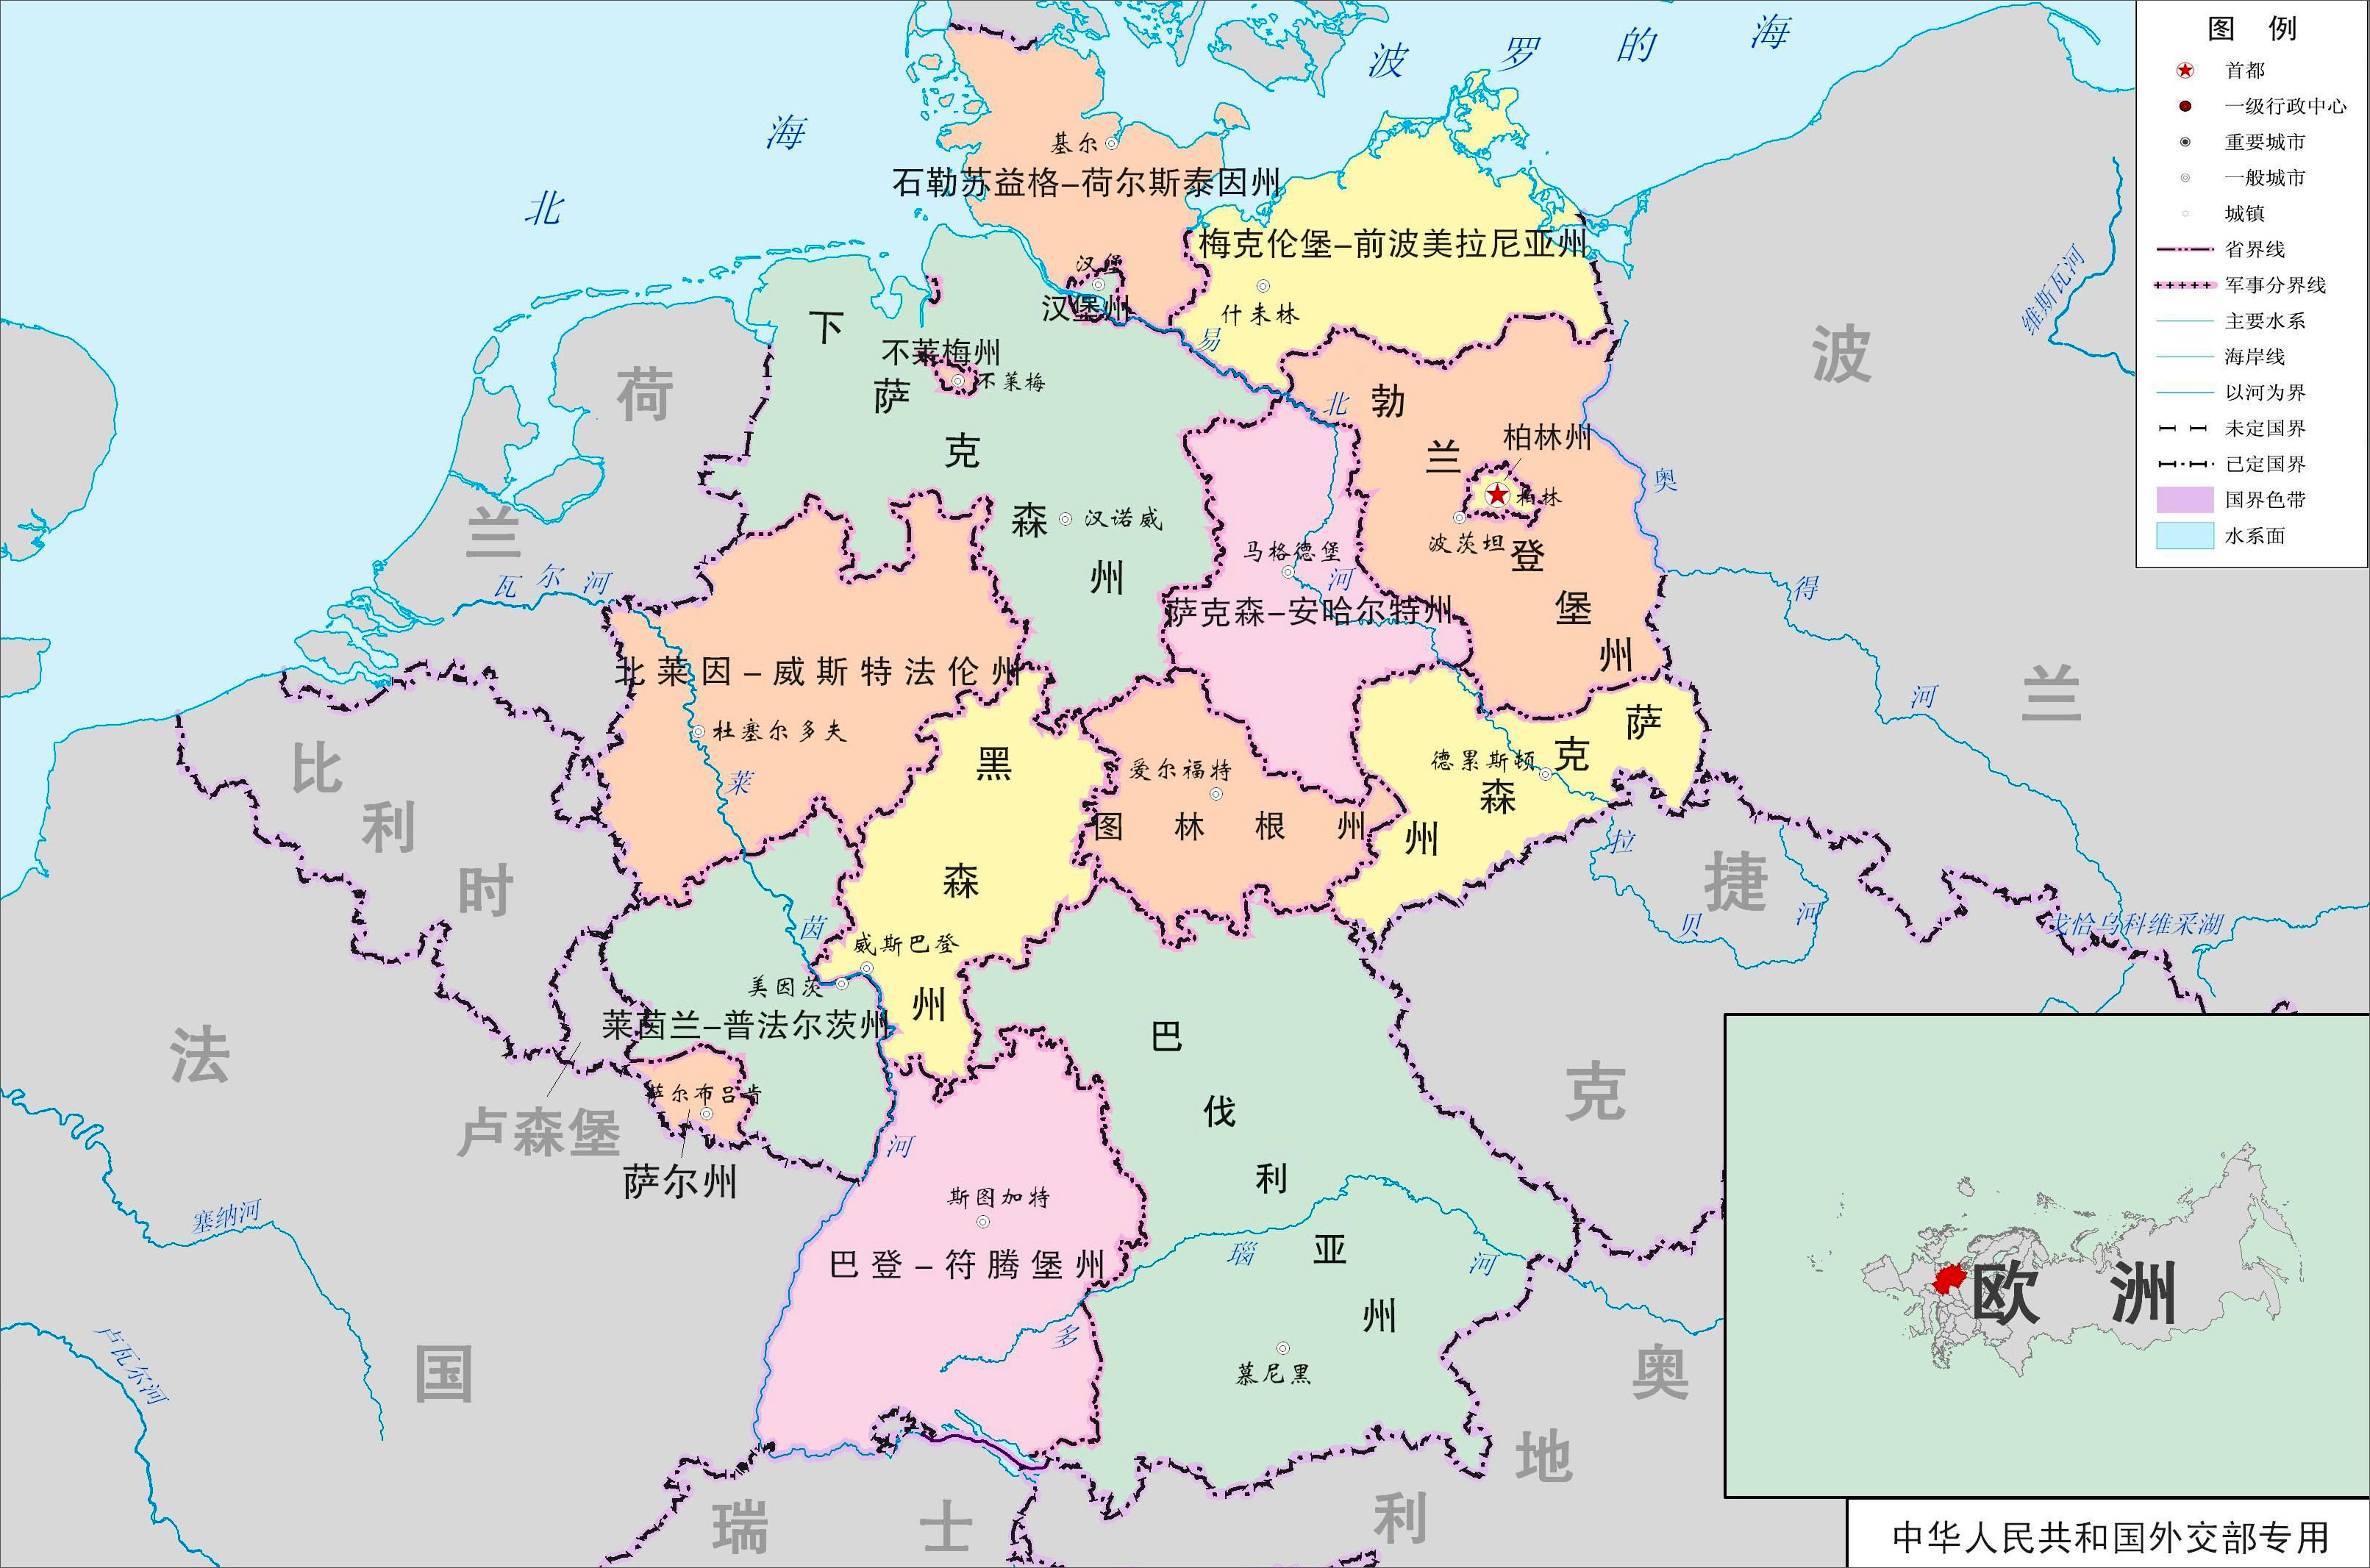 波罗的海
北海
基尔
石勒苏益格-荷尔斯泰因州
梅克伦堡-前波美拉尼亚州
汉堡
汉堡州
什未林
下萨克森州
不莱梅州
不莱梅
汉诺威
易北河
勃兰登堡州
柏林州
柏林
波茨坦
马格德堡
萨克森-安哈尔特州
北莱因-威斯特法伦州
杜塞尔多夫
莱茵河
黑森州
威斯巴登
爱尔福特
图林根州
德累斯顿
萨克森州
美因茨
莱茵兰-普法尔茨州
萨尔布吕肯
萨尔州
斯图加特
巴登-符腾堡州
巴伐利亚州
慕尼黑
多瑙河
荷兰
瓦尔河
比利时
卢森堡
法国
塞纳河
卢瓦尔河
瑞士
奥地利
捷克
拉贝河
波兰
奥得河
维斯瓦河
戈恰乌科维采湖
图 例
首都
一级行政中心
重要城市
一般城市
城镇
省界线
军事分界线
主要水系
海岸线
以河为界
未定国界
已定国界
国界色带
水系面
欧洲
中华人民共和国外交部专用